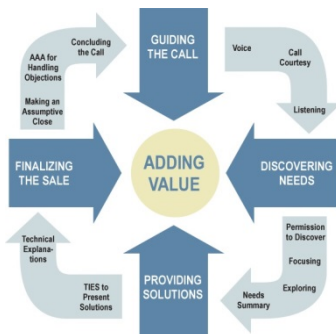 GUIDING
THE CALL
Voice
Call
Courtesy
Listening
DISCOVERING
NEEDS
Permission
to Discover
Focusing
Exploring
Needs
Summary
PROVIDING
SOLUTIONS
TIES to
Present
Solutions
Technical
Explana-
tions
FINALIZING
THE SALE
Making an
Assumptive
Close
AAA for
Handling
Objections
Concluding
the Call
ADDING
VALUE